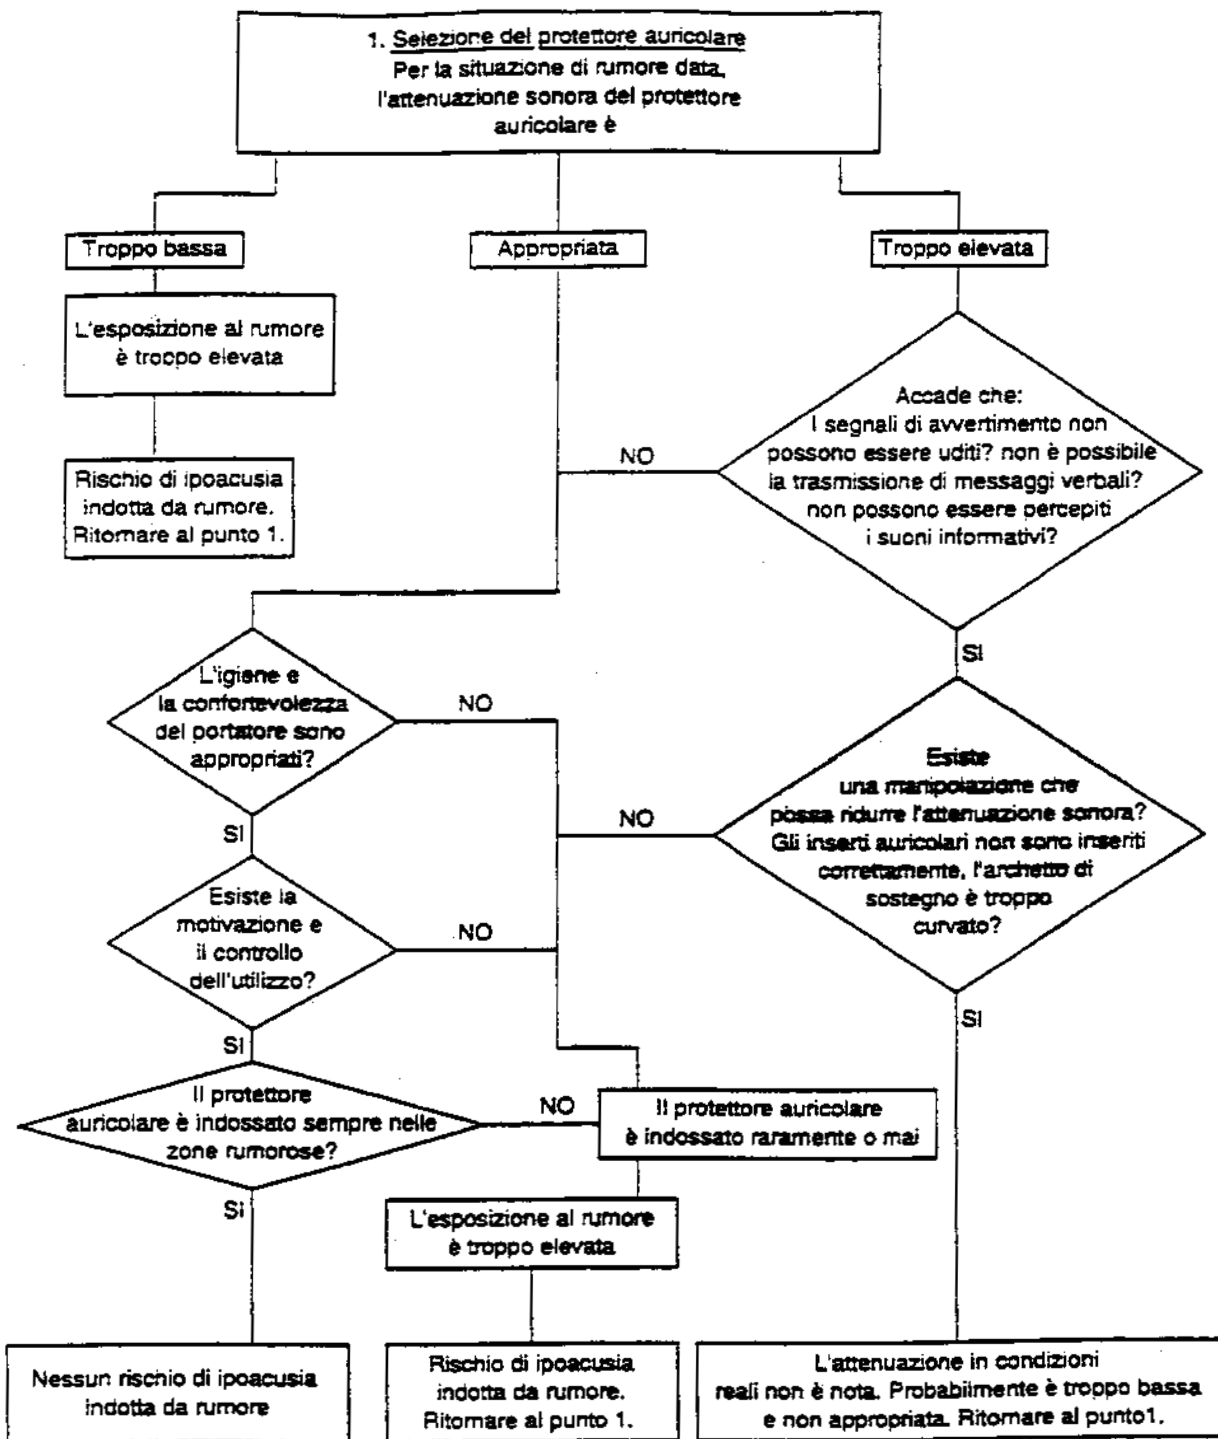 1. Selezione del protettore auricolare
Per la situazione di rumore data,
l'attenuazione sonora del protettore
auricolare è
Troppo bassa
Appropriata
Troppo elevata
L'esposizione al rumore
è troppo elevata
Rischio di ipoacusia
indotta da rumore.
Ritornare al punto 1.
Accade che:
I segnali di avvertimento non
possono essere uditi? non è possibile
la trasmissione di messaggi verbali?
non possono essere percepiti
i suoni informativi?
NO
SI
L'igiene e
la confortevolezza
del portatore sono
appropriati?
NO
SI
Esiste
una manipolazione che
possa ridurre l'attenuazione sonora?
Gli inserti auricolari non sono inseriti
correttamente, l'archetto di
sostegno è troppo
curvato?
NO
SI
Esiste la
motivazione e
il controllo
dell'utilizzo?
NO
SI
Il protettore
auricolare è indossato sempre nelle
zone rumorose?
NO
SI
Il protettore auricolare
è indossato raramente o mai
L'esposizione al rumore
è troppo elevata
Nessun rischio di ipoacusia
indotta da rumore
Rischio di ipoacusia
indotta da rumore.
Ritornare al punto 1.
L'attenuazione in condizioni
reali non è nota. Probabilmente è troppo bassa
e non appropriata. Ritornare al punto1.